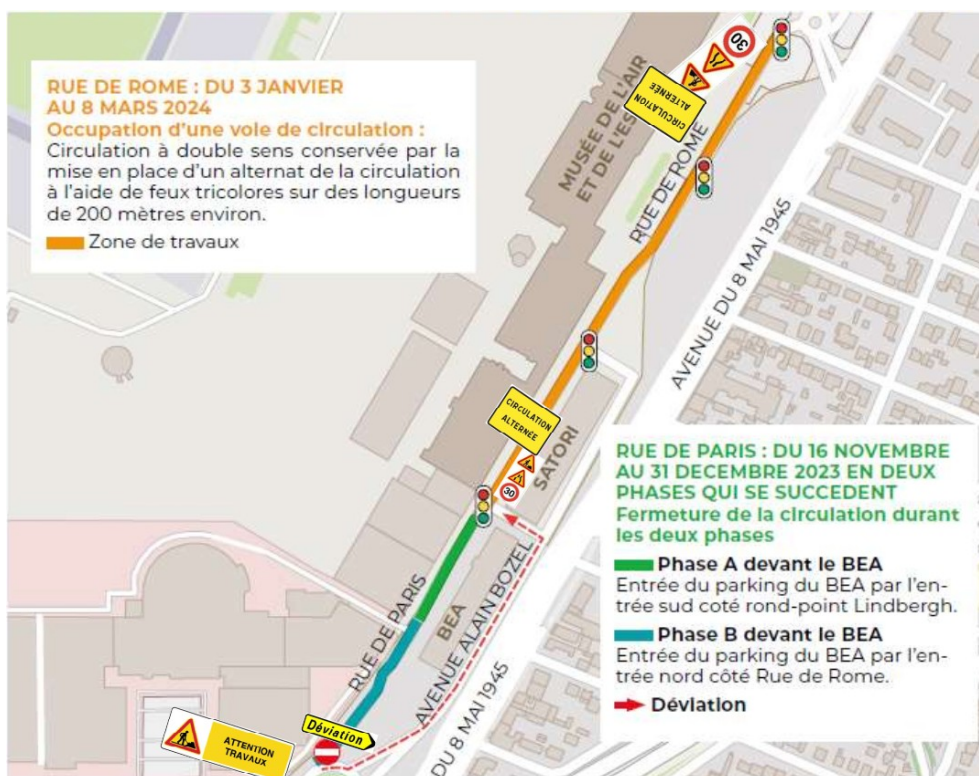 RUE DE ROME : DU 3 JANVIER
AU 8 MARS 2024
Occupation d'une voie de circulation :
Circulation à double sens conservée par la
mise en place d'un alternat de la circulation
à l'aide de feux tricolores sur des longueurs
de 200 mètres environ.
Zone de travaux
30
CIRCULATION
ALTERNÉE
MUSÉE DE L'AIR
ET DE L'ES
RUE DE ROME
AVENUE DU 8 MAI 1945
CIRCULATION
ALTERNÉE
30
SATORI
RUE DE PARIS : DU 16 NOVEMBRE
AU 31 DECEMBRE 2023 EN DEUX
PHASES QUI SE SUCCEDENT
Fermeture de la circulation durant
les deux phases
Phase A devant le BEA
Entrée du parking du BEA par l'en-
trée sud coté rond-point Lindbergh.
Phase B devant le BEA
Entrée du parking du BEA par l'en-
trée nord côté Rue de Rome.
Déviation
RUE DE PARIS
BEA
AVENUE ALAIN BOZEL
DU 8 MAI 1945
Déviation
ATTENTION
TRAVAUX